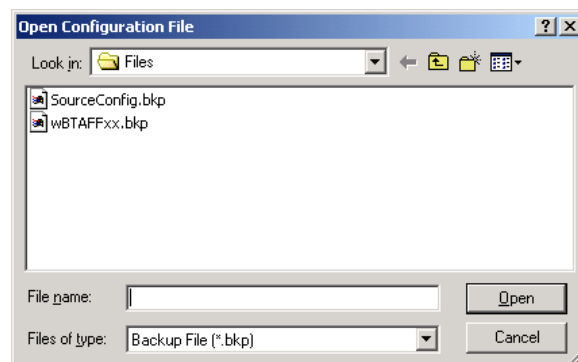 Open Configuration File
Look in: Files
SourceConfig.bkp
wBTAFFxx.bkp
File name: Open
Files of type: Backup File (*.bkp) Cancel